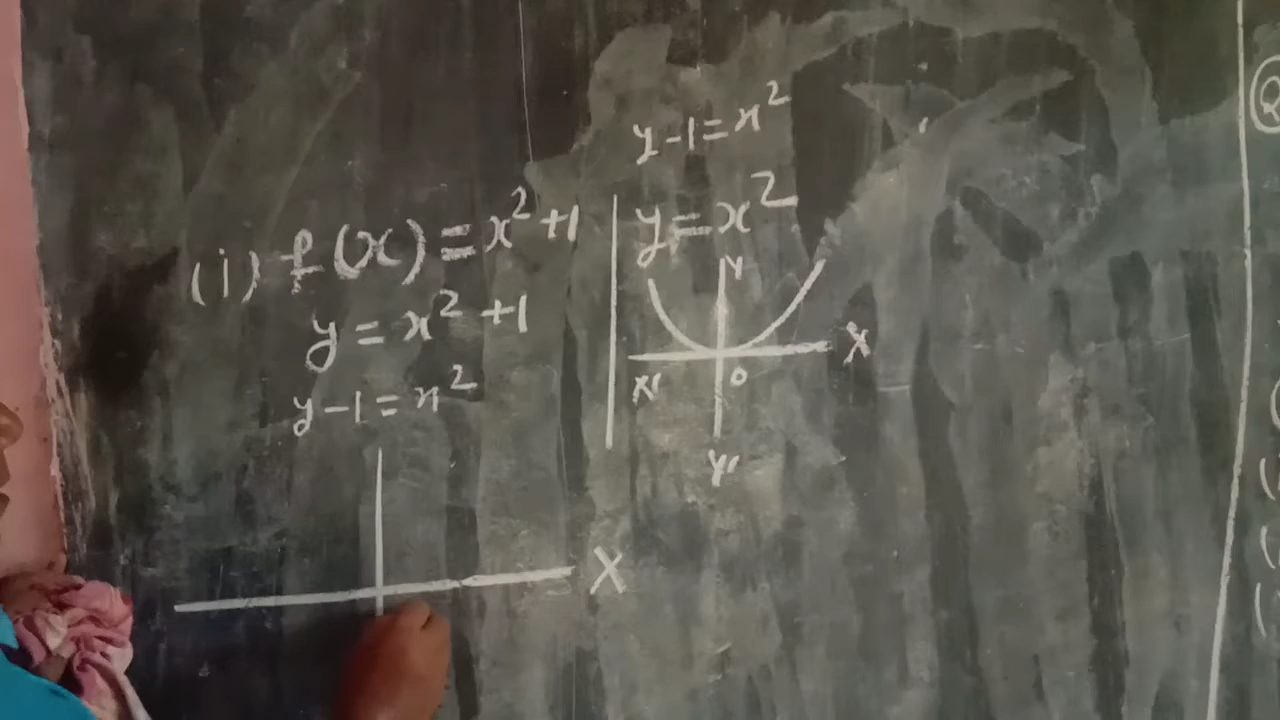 (i) f(x) = x²+1
y = x² +1
y-1 = x²
X
y-1 = x²
y = x²
Y
X
X'
O
Y'
Q